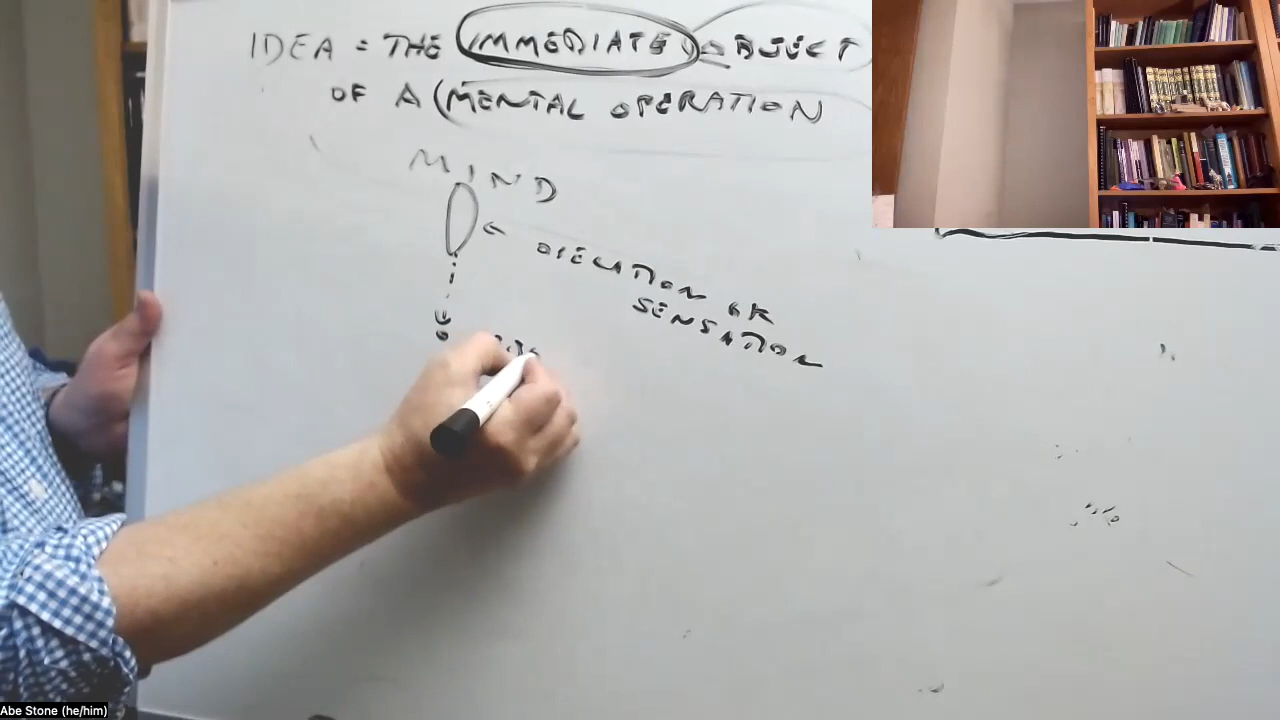 IDEA = THE IMMEDIATE OBJECT
OF A (MENTAL OPERATION
MIND
OPERATION OR
SENSATION
Abe Stone (he/him)